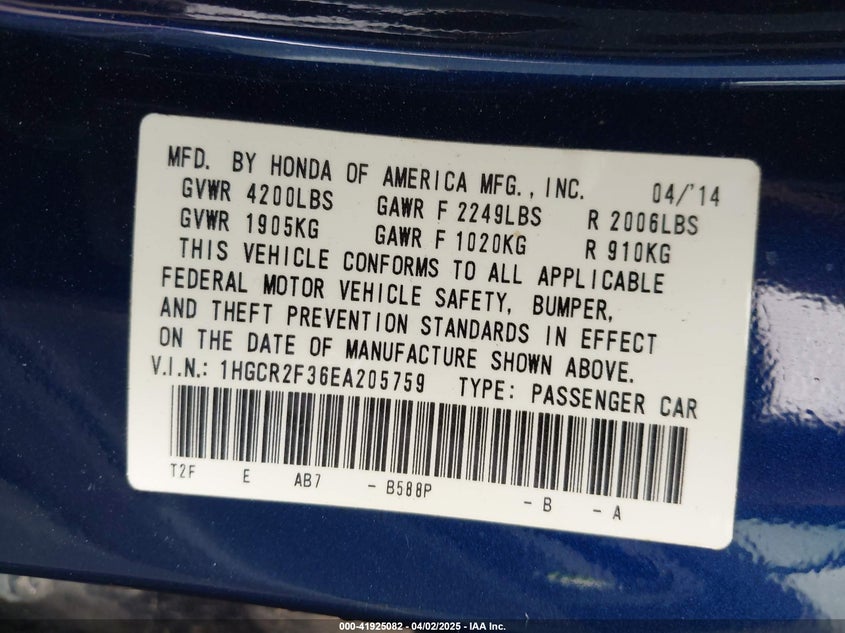 MFD. BY HONDA OF AMERICA MFG., INC. 04/'14
GVWR 4200LBS GAWR F 2249LBS R 2006LBS
GVWR 1905KG GAWR F 1020KG R 910KG
THIS VEHICLE CONFORMS TO ALL APPLICABLE
FEDERAL MOTOR VEHICLE SAFETY, BUMPER,
AND THEFT PREVENTION STANDARDS IN EFFECT
ON THE DATE OF MANUFACTURE SHOWN ABOVE.
V.I.N.: 1HGCR2F36EA205759 TYPE: PASSENGER CAR
T2F E AB7 - B588P - B - A
000-41925082 - 04/02/2025 - IAA Inc.